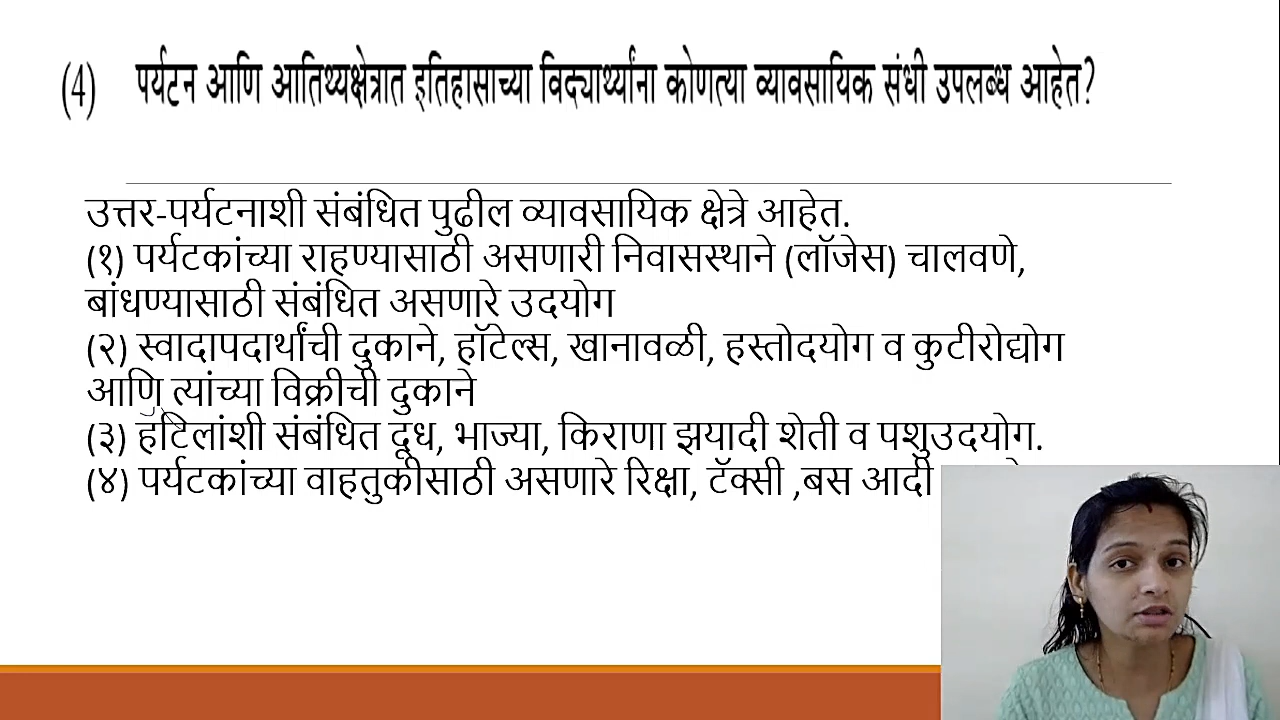 (4) पर्यटन आणि आतिथ्यक्षेत्रात इतिहासाच्या विद्यार्थ्यांना कोणत्या व्यावसायिक संधी उपलब्ध आहेत?
उत्तर-पर्यटनाशी संबंधित पुढील व्यावसायिक क्षेत्रे आहेत.
(१) पर्यटकांच्या राहण्यासाठी असणारी निवासस्थाने (लॉजेस) चालवणे,
बांधण्यासाठी संबंधित असणारे उदयोग
(२) स्वादापदार्थांची दुकाने, हॉटेल्स, खानावळी, हस्तोदयोग व कुटीरोद्योग
आणि त्यांच्या विक्रीची दुकाने
(३) हॉटेलांशी संबंधित दूध, भाज्या, किराणा झयादी शेती व पशुउदयोग.
(४) पर्यटकांच्या वाहतुकीसाठी असणारे रिक्षा, टॅक्सी ,बस आदी